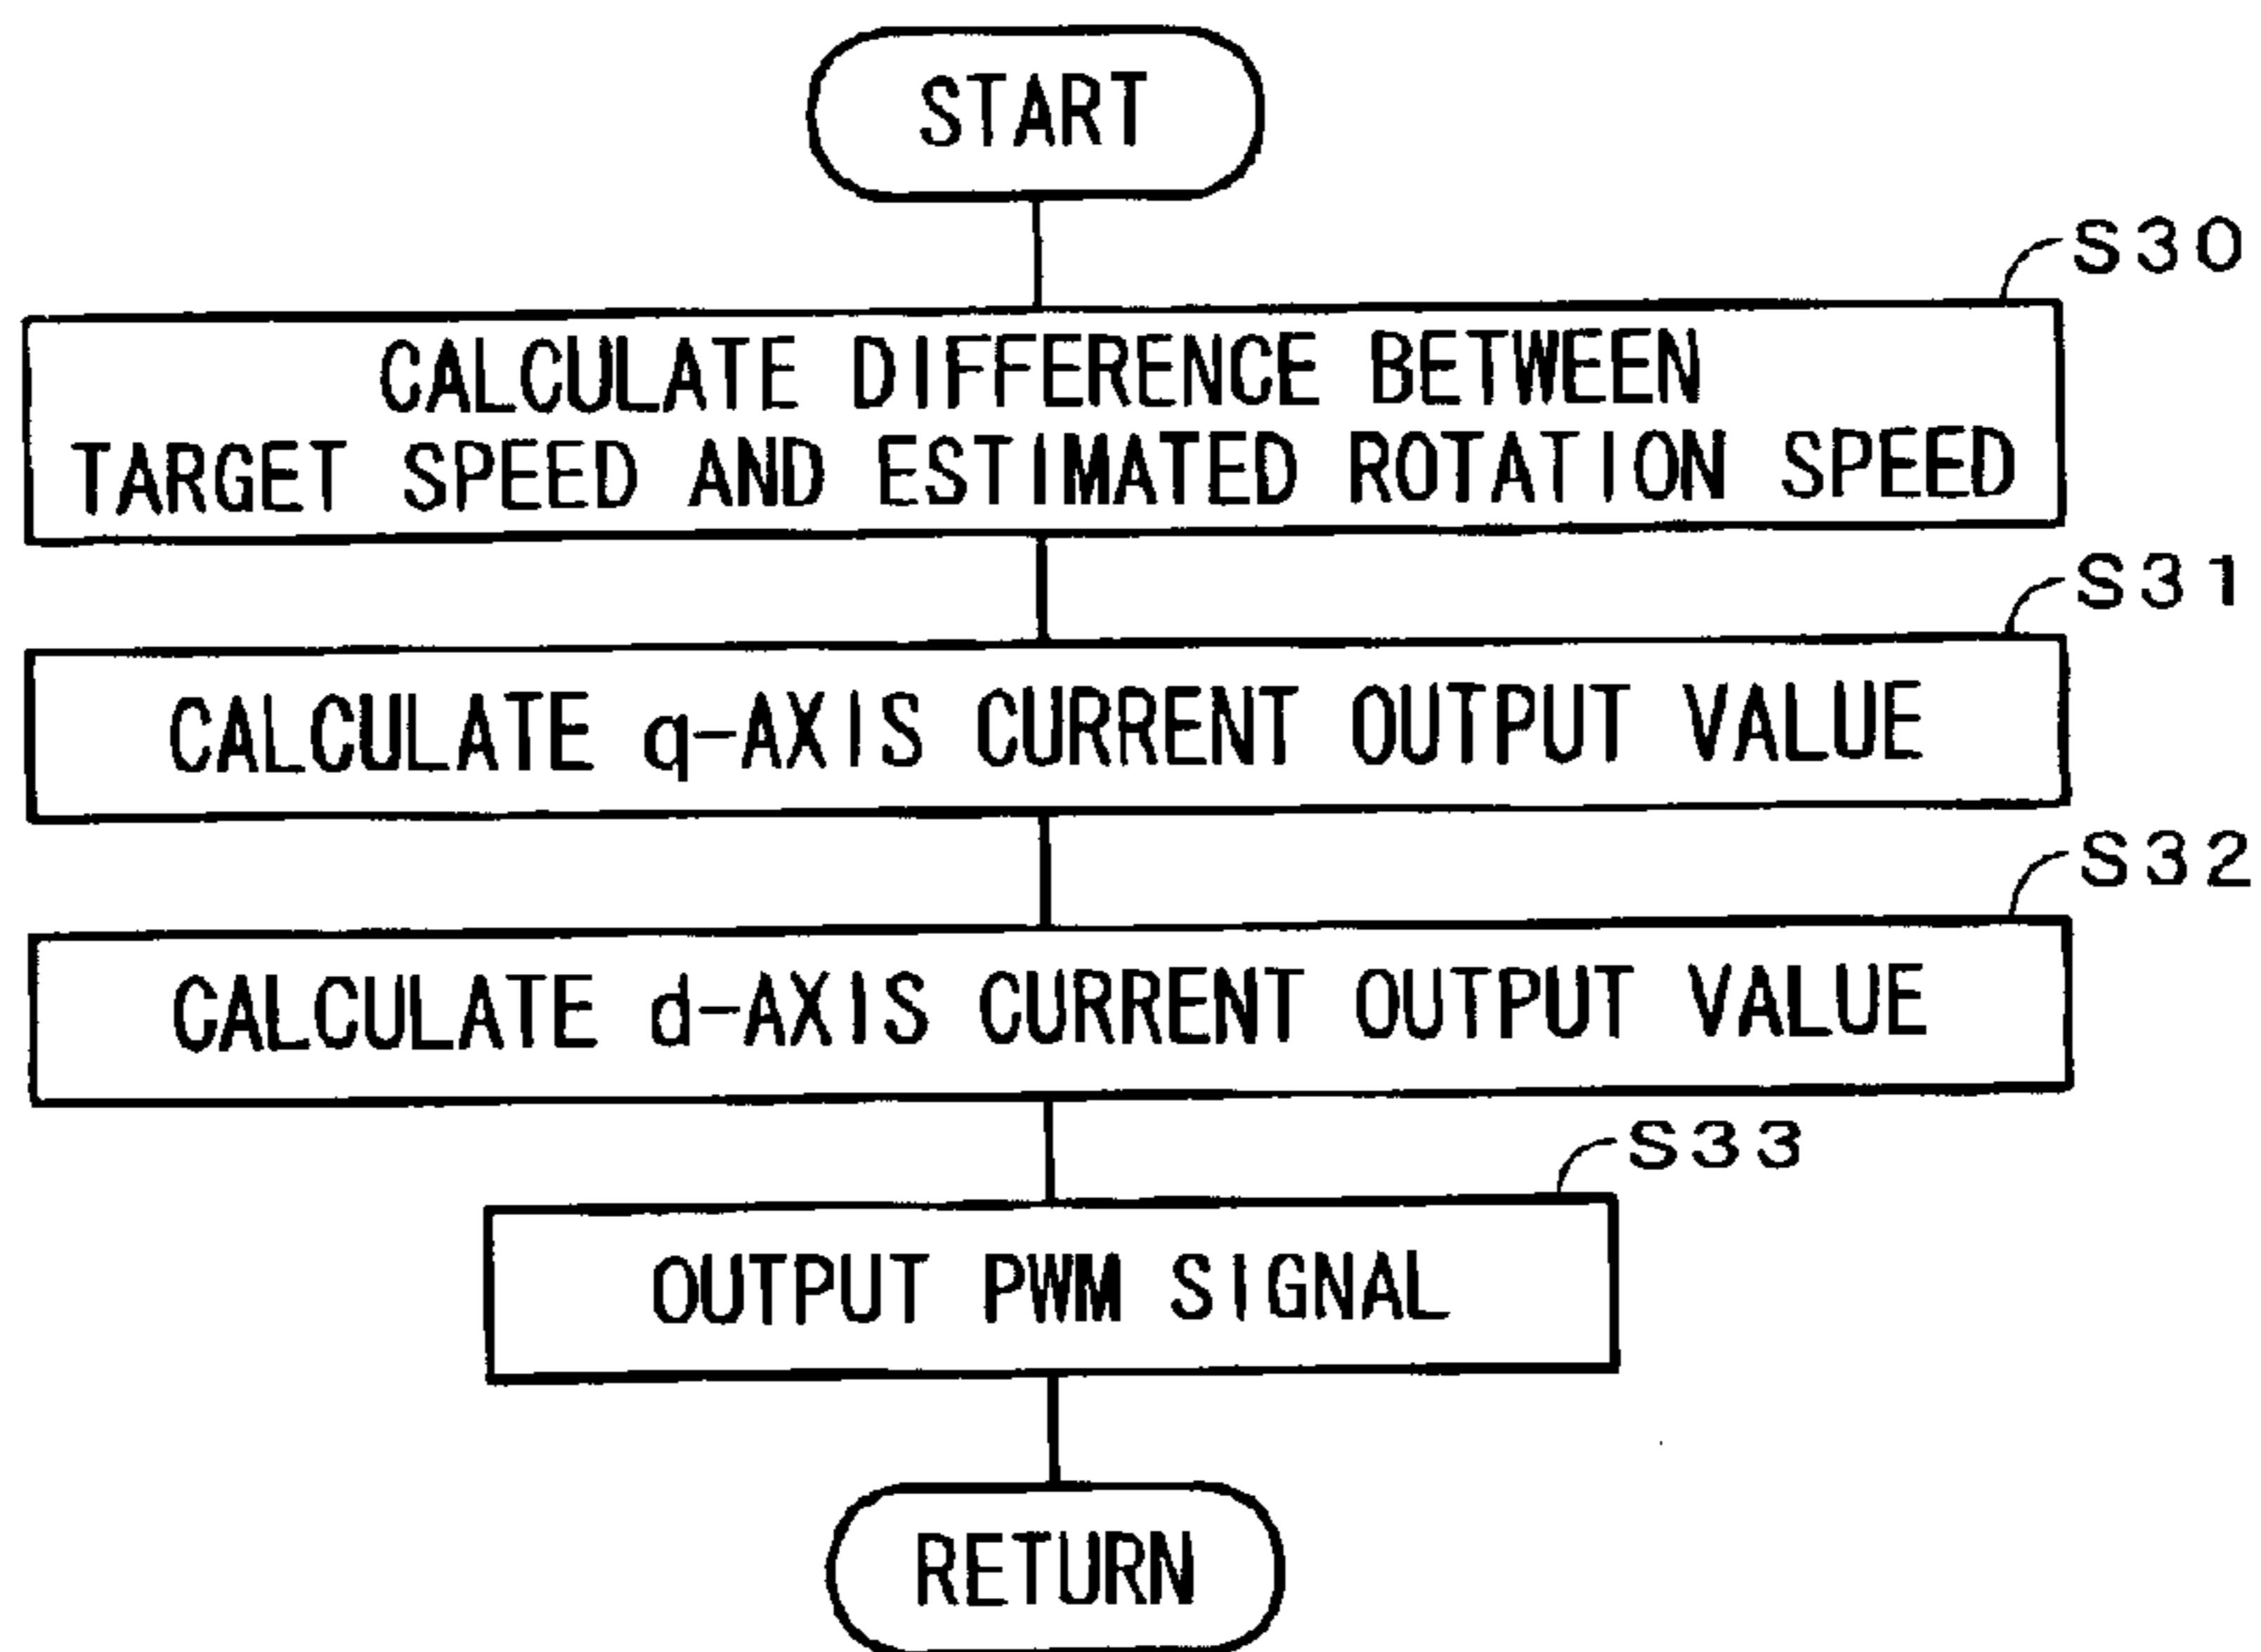 START
S30
CALCULATE DIFFERENCE BETWEEN
TARGET SPEED AND ESTIMATED ROTATION SPEED
S31
CALCULATE q-AXIS CURRENT OUTPUT VALUE
S32
CALCULATE d-AXIS CURRENT OUTPUT VALUE
S33
OUTPUT PWM SIGNAL
RETURN